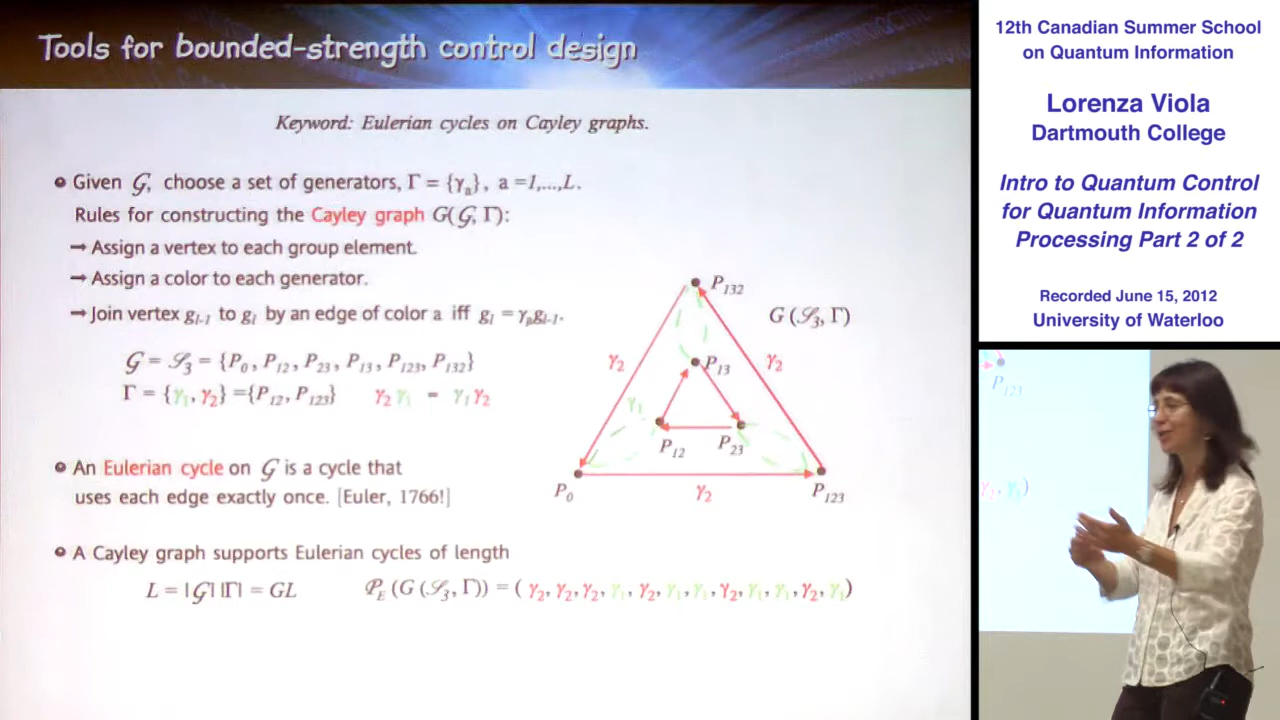 Tools for bounded-strength control design
Keyword: Eulerian cycles on Cayley graphs.
• Given 𝒢, choose a set of generators, Γ = {γₐ}, a =1,...,L.
Rules for constructing the Cayley graph G(𝒢, Γ):
→ Assign a vertex to each group element.
→ Assign a color to each generator.
→ Join vertex gₗ₋₁ to gₗ by an edge of color a iff gₗ = γₐgₗ₋₁.
𝒢 = 𝒮₃ = {P₀, P₁₂, P₂₃, P₁₃, P₁₂₃, P₁₃₂}
Γ = {γ₁, γ₂} ={P₁₂, P₁₂₃} γ₂ γ₁ = γ₁γ₂
P₁₃₂
G (𝒮₃, Γ)
γ₂
P₁₃
γ₂
γ₁
P₁₂
P₂₃
P₀
γ₂
P₁₂₃
• An Eulerian cycle on 𝒢 is a cycle that
uses each edge exactly once. [Euler, 1766!]
• A Cayley graph supports Eulerian cycles of length
L = |𝒢| |Γ| = GL 𝒫_E (G (𝒮₃, Γ)) = ( γ₂, γ₂, γ₂, γ₁, γ₂, γ₁, γ₁, γ₂, γ₁, γ₁, γ₂, γ₁)
12th Canadian Summer School
on Quantum Information
Lorenza Viola
Dartmouth College
Intro to Quantum Control
for Quantum Information
Processing Part 2 of 2
Recorded June 15, 2012
University of Waterloo
P₁₂₃
γ₂, γ₁)